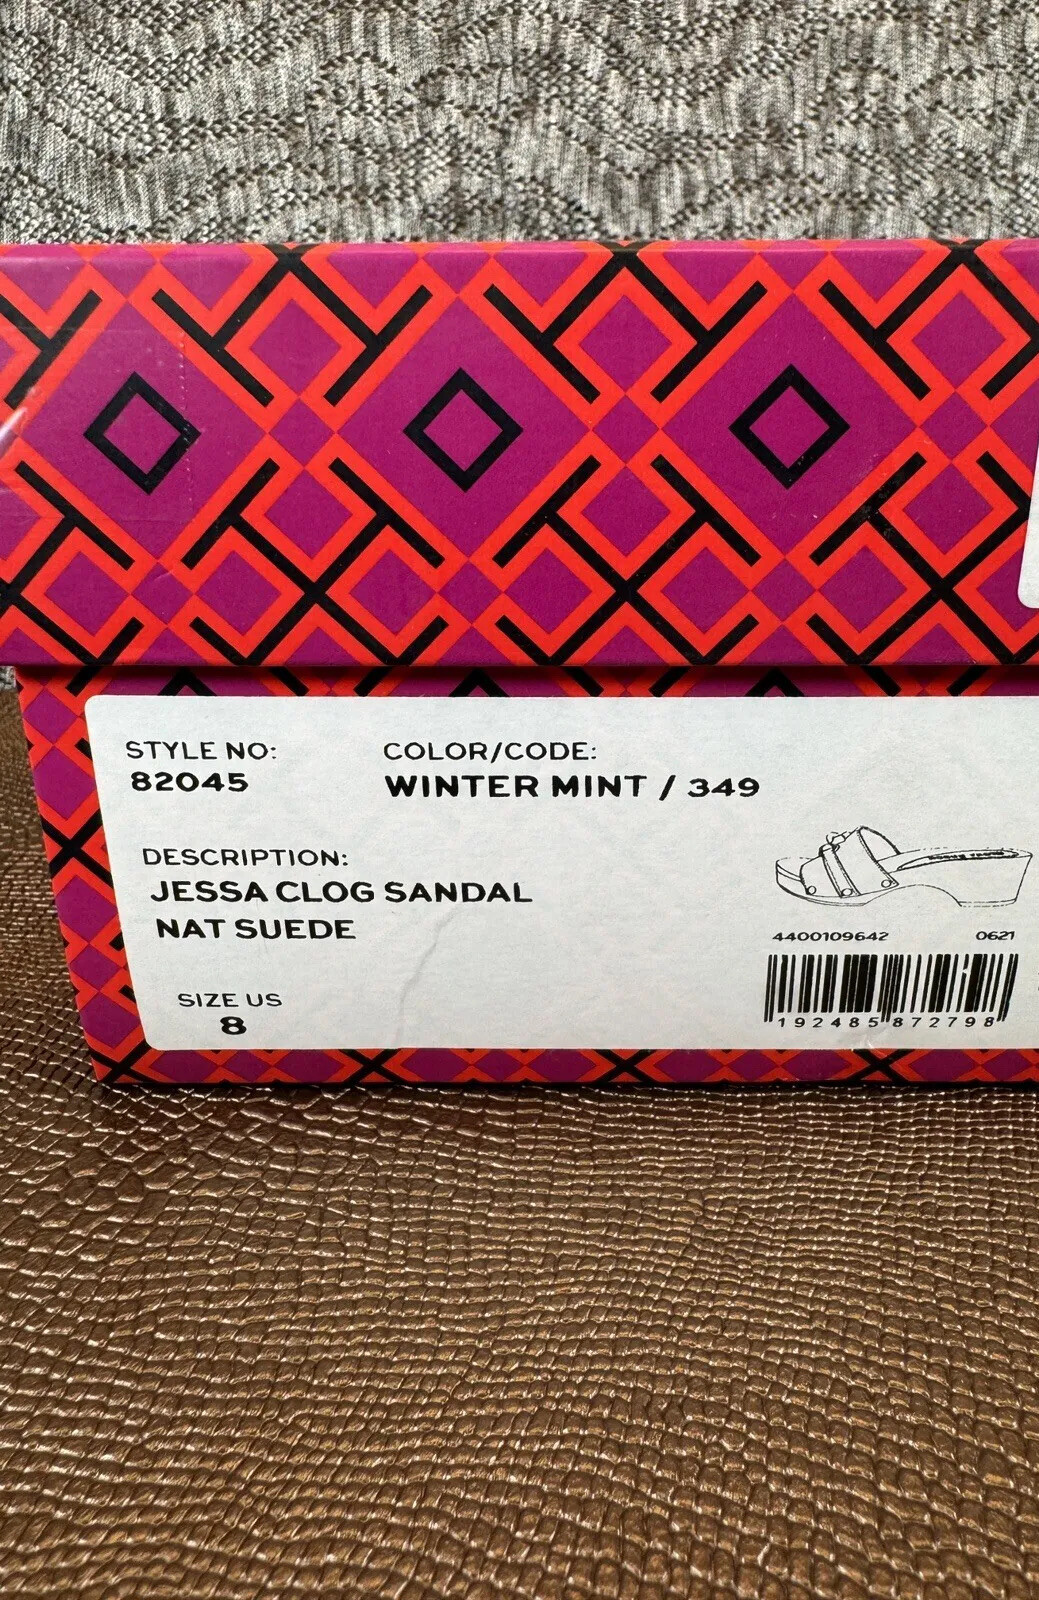 STYLE NO:
82045
COLOR/CODE:
WINTER MINT / 349
DESCRIPTION:
JESSA CLOG SANDAL
NAT SUEDE
4400109642 0621
192485872798
SIZE US
8